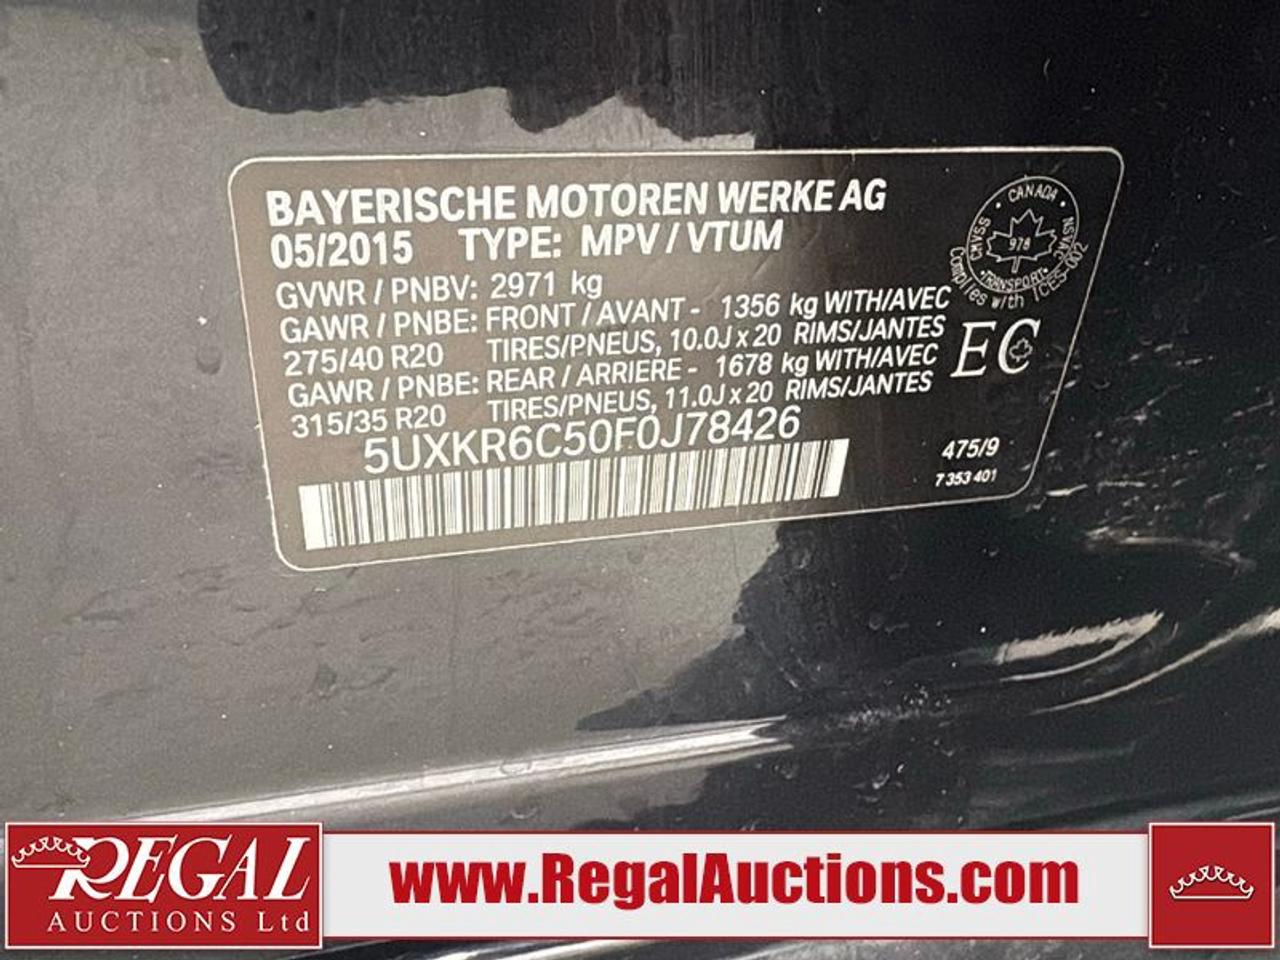 BAYERISCHE MOTOREN WERKE AG
05/2015 TYPE: MPV / VTUM
GVWR / PNBV: 2971 kg
GAWR / PNBE: FRONT / AVANT - 1356 kg WITH/AVEC
275/40 R20 TIRES/PNEUS, 10.0J x 20 RIMS/JANTES
GAWR / PNBE: REAR / ARRIERE - 1678 kg WITH/AVEC
315/35 R20 TIRES/PNEUS, 11.0J x 20 RIMS/JANTES
5UXKR6C50F0J78426
CANADA
CMVSS • NSVAC
978
• TRANSPORT •
Complies with ICES-002
EC
475/9
7 353 401
REGAL
AUCTIONS Ltd
www.RegalAuctions.com